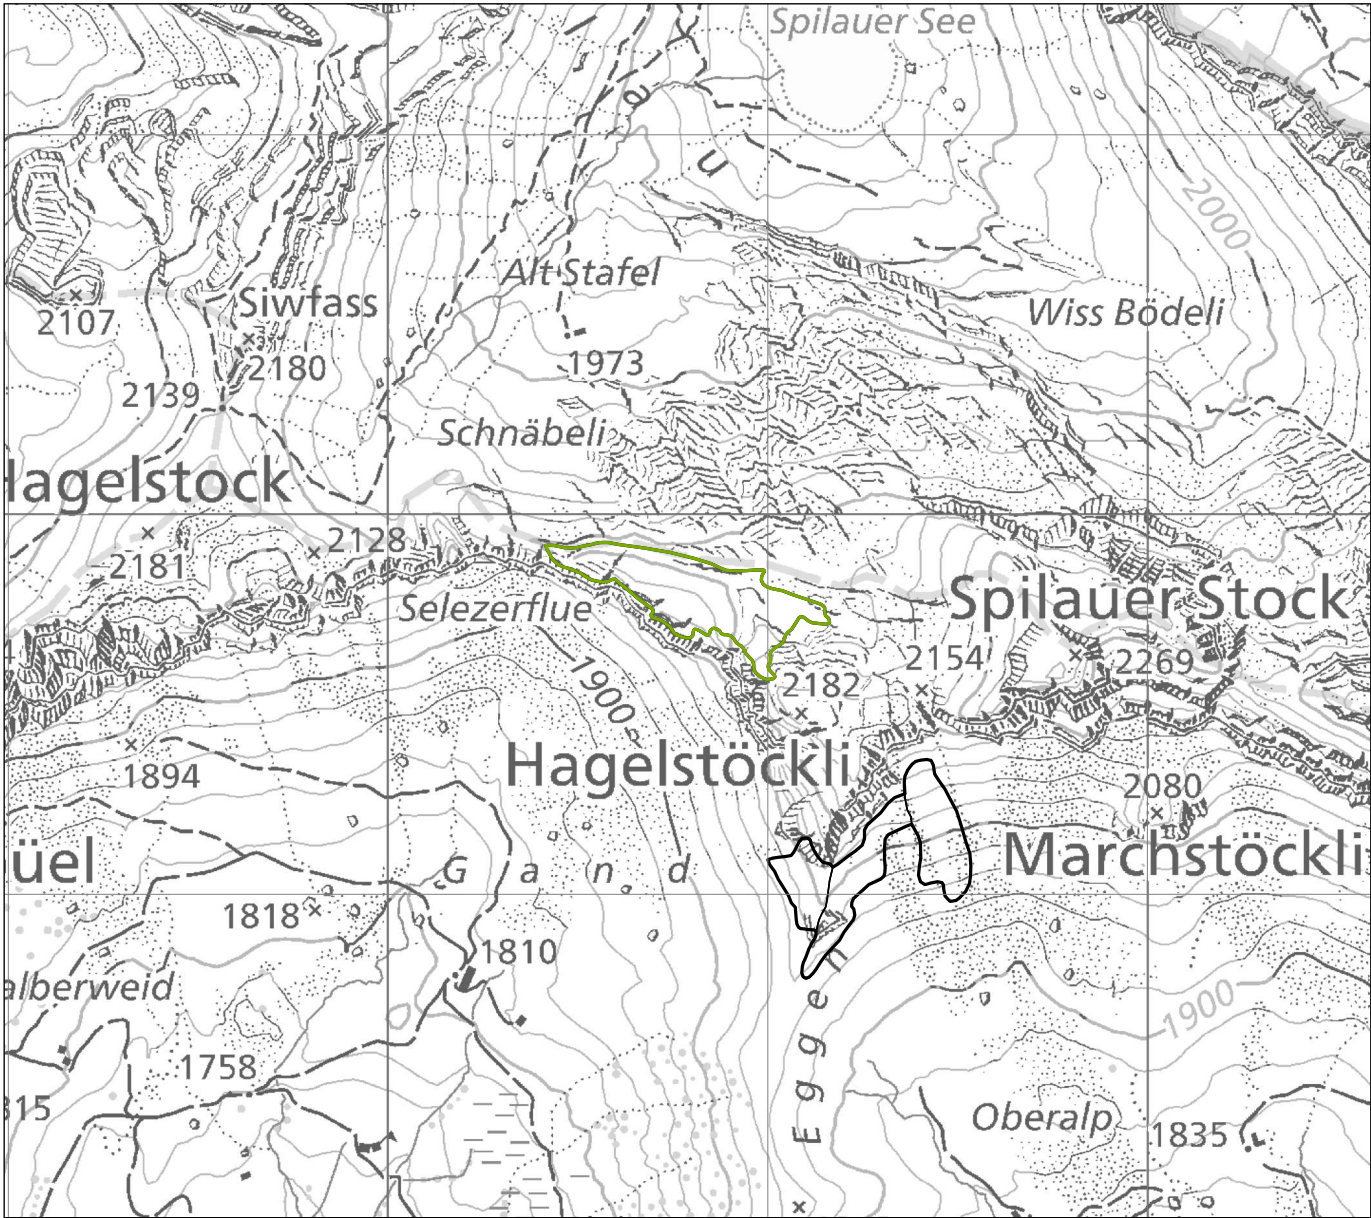 Spilauer See
a
u
2000
Alt Stafel
Siwfass
Wiss Bödeli
2107
2180
1973
2139
Schnäbeli
Hagelstock
2128
2181
Selezerflue
Spilauer Stock
2154
2269
2182
1900
Hagelstöckli
1894
2080
üel
Marchstöckli
G a n d
1818
1810
alberweid
1900
1758
Eggen
315
Oberalp
1835